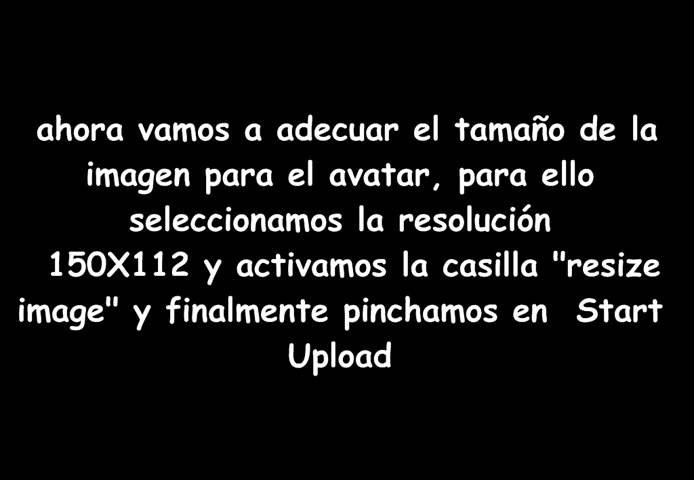 ahora vamos a adecuar el tamaño de la
imagen para el avatar, para ello
seleccionamos la resolución
150X112 y activamos la casilla "resize
image" y finalmente pinchamos en Start
Upload